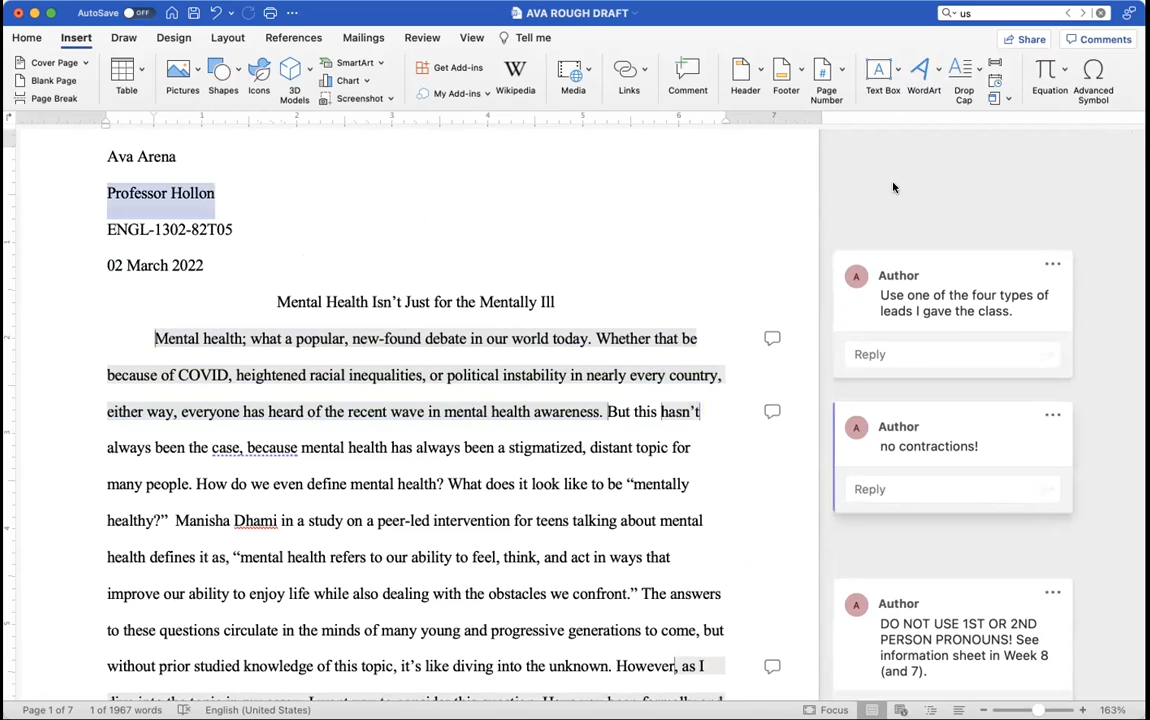 AutoSave OFF
AVA ROUGH DRAFT
us
Home Insert Draw Design Layout References Mailings Review View Tell me
Share Comments
Cover Page
Blank Page
Page Break
Table
Pictures
Shapes
Icons
3D Models
SmartArt
Chart
Screenshot
Get Add-ins
My Add-ins
Wikipedia
Media
Links
Comment
Header
Footer
Page Number
Text Box
WordArt
Drop Cap
Equation
Advanced Symbol
1 2 3 4 5 6 7
Ava Arena
Professor Hollon
ENGL-1302-82T05
02 March 2022
Mental Health Isn’t Just for the Mentally Ill
Mental health; what a popular, new-found debate in our world today. Whether that be
because of COVID, heightened racial inequalities, or political instability in nearly every country,
either way, everyone has heard of the recent wave in mental health awareness. But this hasn’t
always been the case, because mental health has always been a stigmatized, distant topic for
many people. How do we even define mental health? What does it look like to be “mentally
healthy?” Manisha Dhami in a study on a peer-led intervention for teens talking about mental
health defines it as, “mental health refers to our ability to feel, think, and act in ways that
improve our ability to enjoy life while also dealing with the obstacles we confront.” The answers
to these questions circulate in the minds of many young and progressive generations to come, but
without prior studied knowledge of this topic, it’s like diving into the unknown. However, as I
A Author
Use one of the four types of
leads I gave the class.
Reply
A Author
no contractions!
Reply
A Author
DO NOT USE 1ST OR 2ND
PERSON PRONOUNS! See
information sheet in Week 8
(and 7).
Page 1 of 7 1 of 1967 words English (United States) Focus 163%